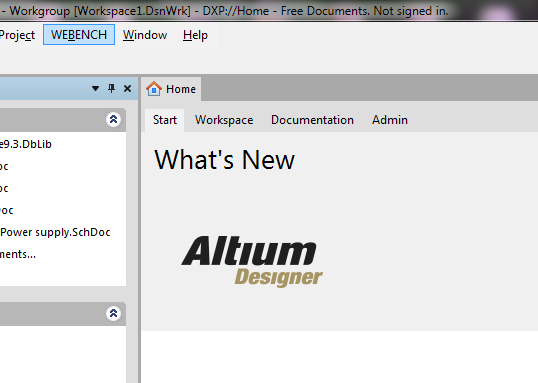 - Workgroup [Workspace1.DsnWrk] - DXP://Home - Free Documents. Not signed in.
Project WEBENCH Window Help
Home
Start Workspace Documentation Admin
What's New
e9.3.DbLib
oc
oc
Doc
Power supply.SchDoc
ments...
Altium
Designer